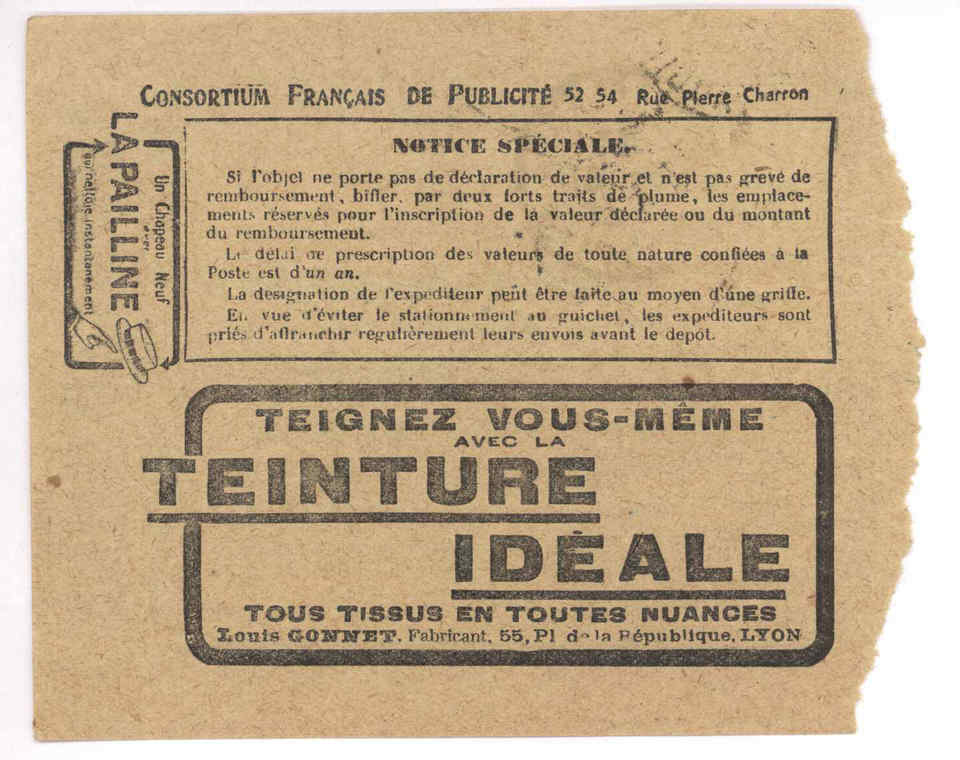 CONSORTIUM FRANÇAIS DE PUBLICITÉ 52 54 Rue Pierre Charron
NOTICE SPÉCIALE.
Si l'objet ne porte pas de déclaration de valeur et n'est pas grevé de
remboursement, biffer, par deux forts traits de plume, les emplace-
ments réservés pour l'inscription de la valeur déclarée ou du montant
du remboursement.
Le délai de prescription des valeurs de toute nature confiées à la
Poste est d'un an.
La designation de l'expéditeur peut être faite au moyen d'une griffe.
En vue d'éviter le stationnement au guichet, les expéditeurs sont
priés d'affranchir regulièrement leurs envois avant le depot.
Un Chapeau Neuf
avec
LA PAILLINE
qui nettoie instantanement
TEIGNEZ VOUS-MÊME
AVEC LA
TEINTURE
IDÉALE
TOUS TISSUS EN TOUTES NUANCES
Louis GONNET, Fabricant, 55, Pl de la République, LYON